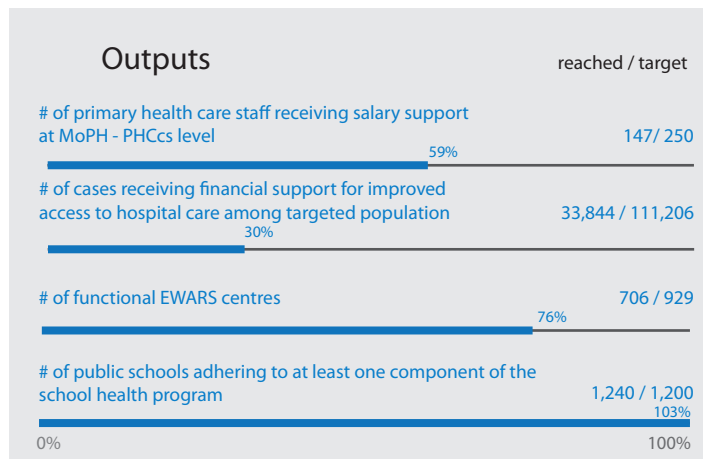 Outputs
reached / target
# of primary health care staff receiving salary support
at MoPH - PHCcs level
147/ 250
59%
# of cases receiving financial support for improved
access to hospital care among targeted population
33,844 / 111,206
30%
# of functional EWARS centres
706 / 929
76%
# of public schools adhering to at least one component of the
school health program
1,240 / 1,200
103%
0%
100%